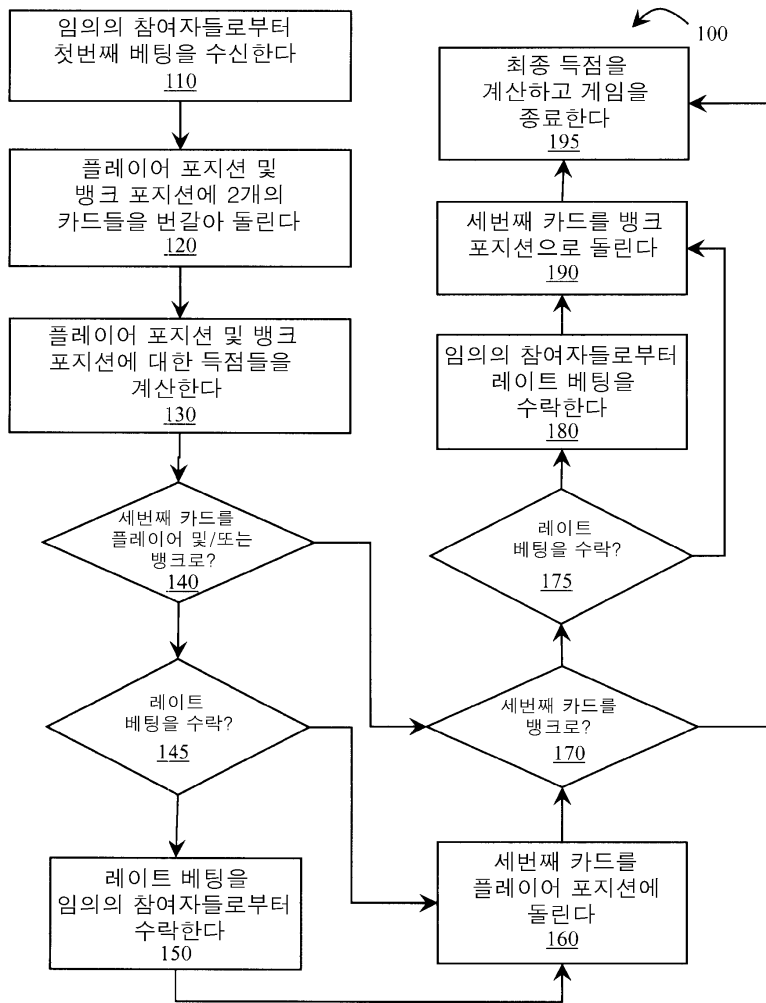 임의의 참여자들로부터
첫번째 베팅을 수신한다
110
플레이어 포지션 및
뱅크 포지션에 2개의
카드들을 번갈아 돌린다
120
플레이어 포지션 및 뱅크
포지션에 대한 득점들을
계산한다
130
세번째 카드를
플레이어 및/또는
뱅크로?
140
레이트
베팅을 수락?
145
레이트 베팅을
임의의 참여자들로부터
수락한다
150
100
최종 득점을
계산하고 게임을
종료한다
195
세번째 카드를 뱅크
포지션으로 돌린다
190
임의의 참여자들로부터
레이트 베팅을
수락한다
180
레이트
베팅을 수락?
175
세번째 카드를
뱅크로?
170
세번째 카드를
플레이어 포지션에
돌린다
160